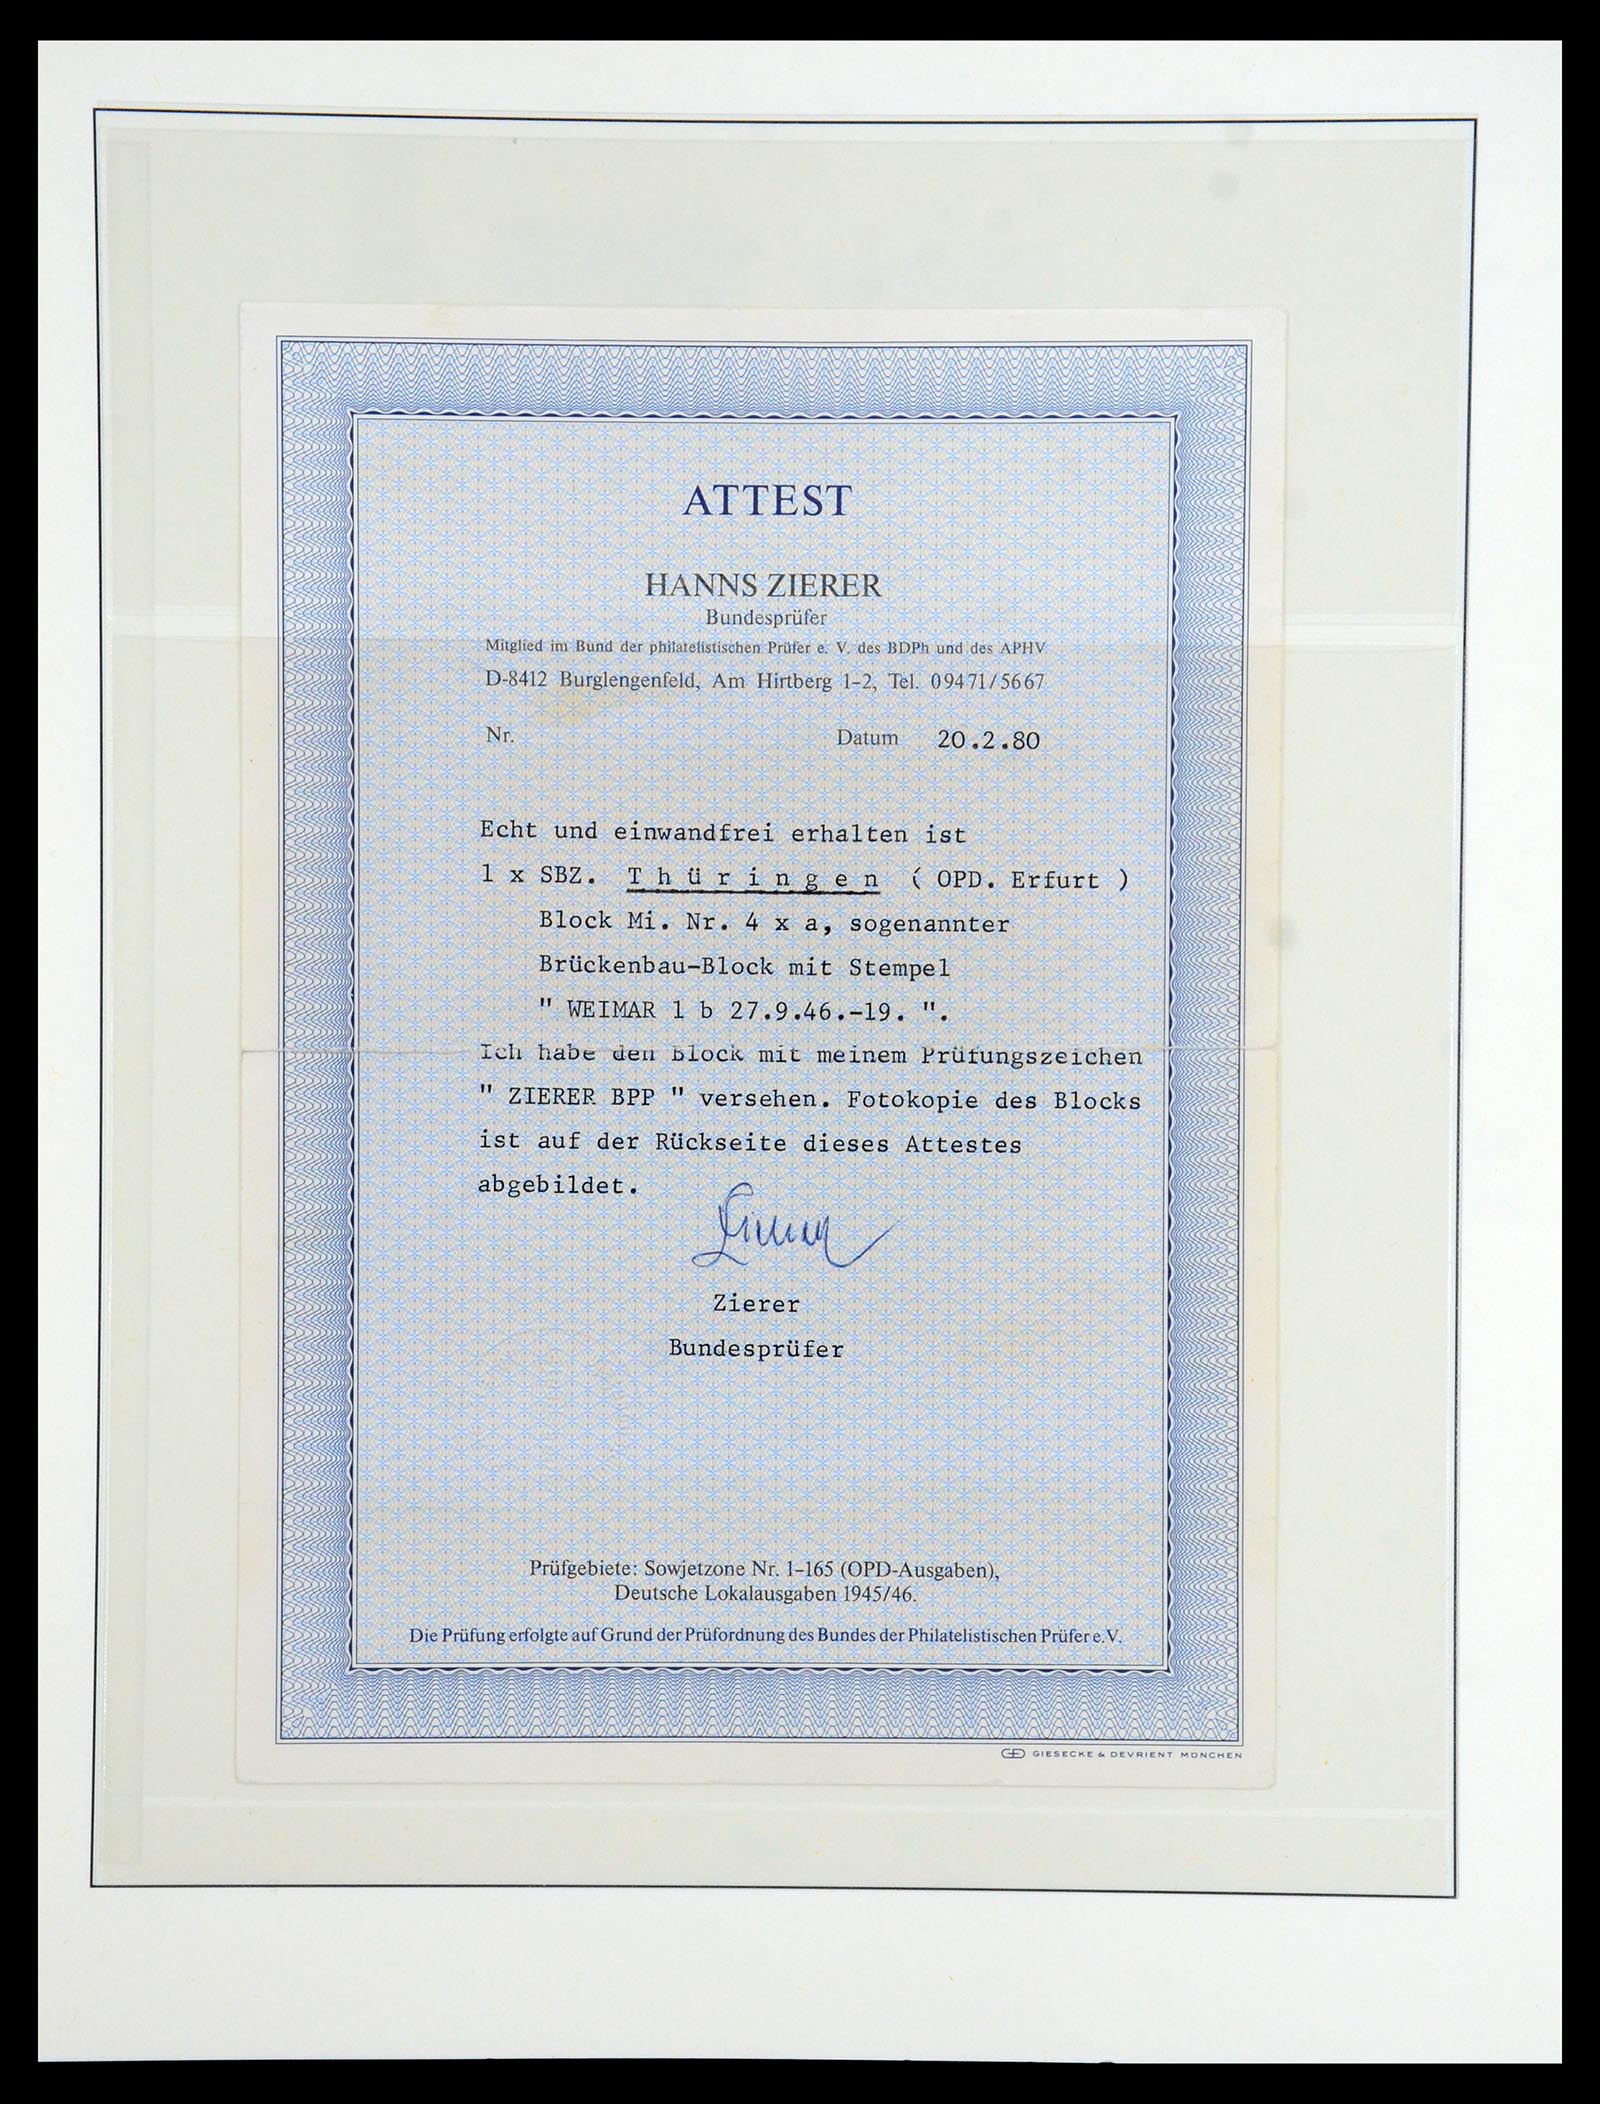 ATTEST
HANNS ZIERER
Bundesprüfer
Mitglied im Bund der philatelistischen Prüfer e. V. des BDPh und des APHV
D-8412 Burglengenfeld, Am Hirtberg 1-2, Tel. 09471/5667
Nr. Datum 20.2.80
Echt und einwandfrei erhalten ist
1 x SBZ. T h ü r i n g e n ( OPD. Erfurt )
Block Mi. Nr. 4 x a, sogenannter
Brückenbau-Block mit Stempel
" WEIMAR 1 b 27.9.46.-19. ".
Ich habe den Block mit meinem Prüfungszeichen
" ZIERER BPP " versehen. Fotokopie des Blocks
ist auf der Rückseite dieses Attestes
abgebildet.
Zierer
Zierer
Bundesprüfer
Prüfgebiete: Sowjetzone Nr. 1-165 (OPD-Ausgaben),
Deutsche Lokalausgaben 1945/46.
Die Prüfung erfolgte auf Grund der Prüfordnung des Bundes der Philatelistischen Prüfer e.V.
GIESECKE & DEVRIENT MÜNCHEN